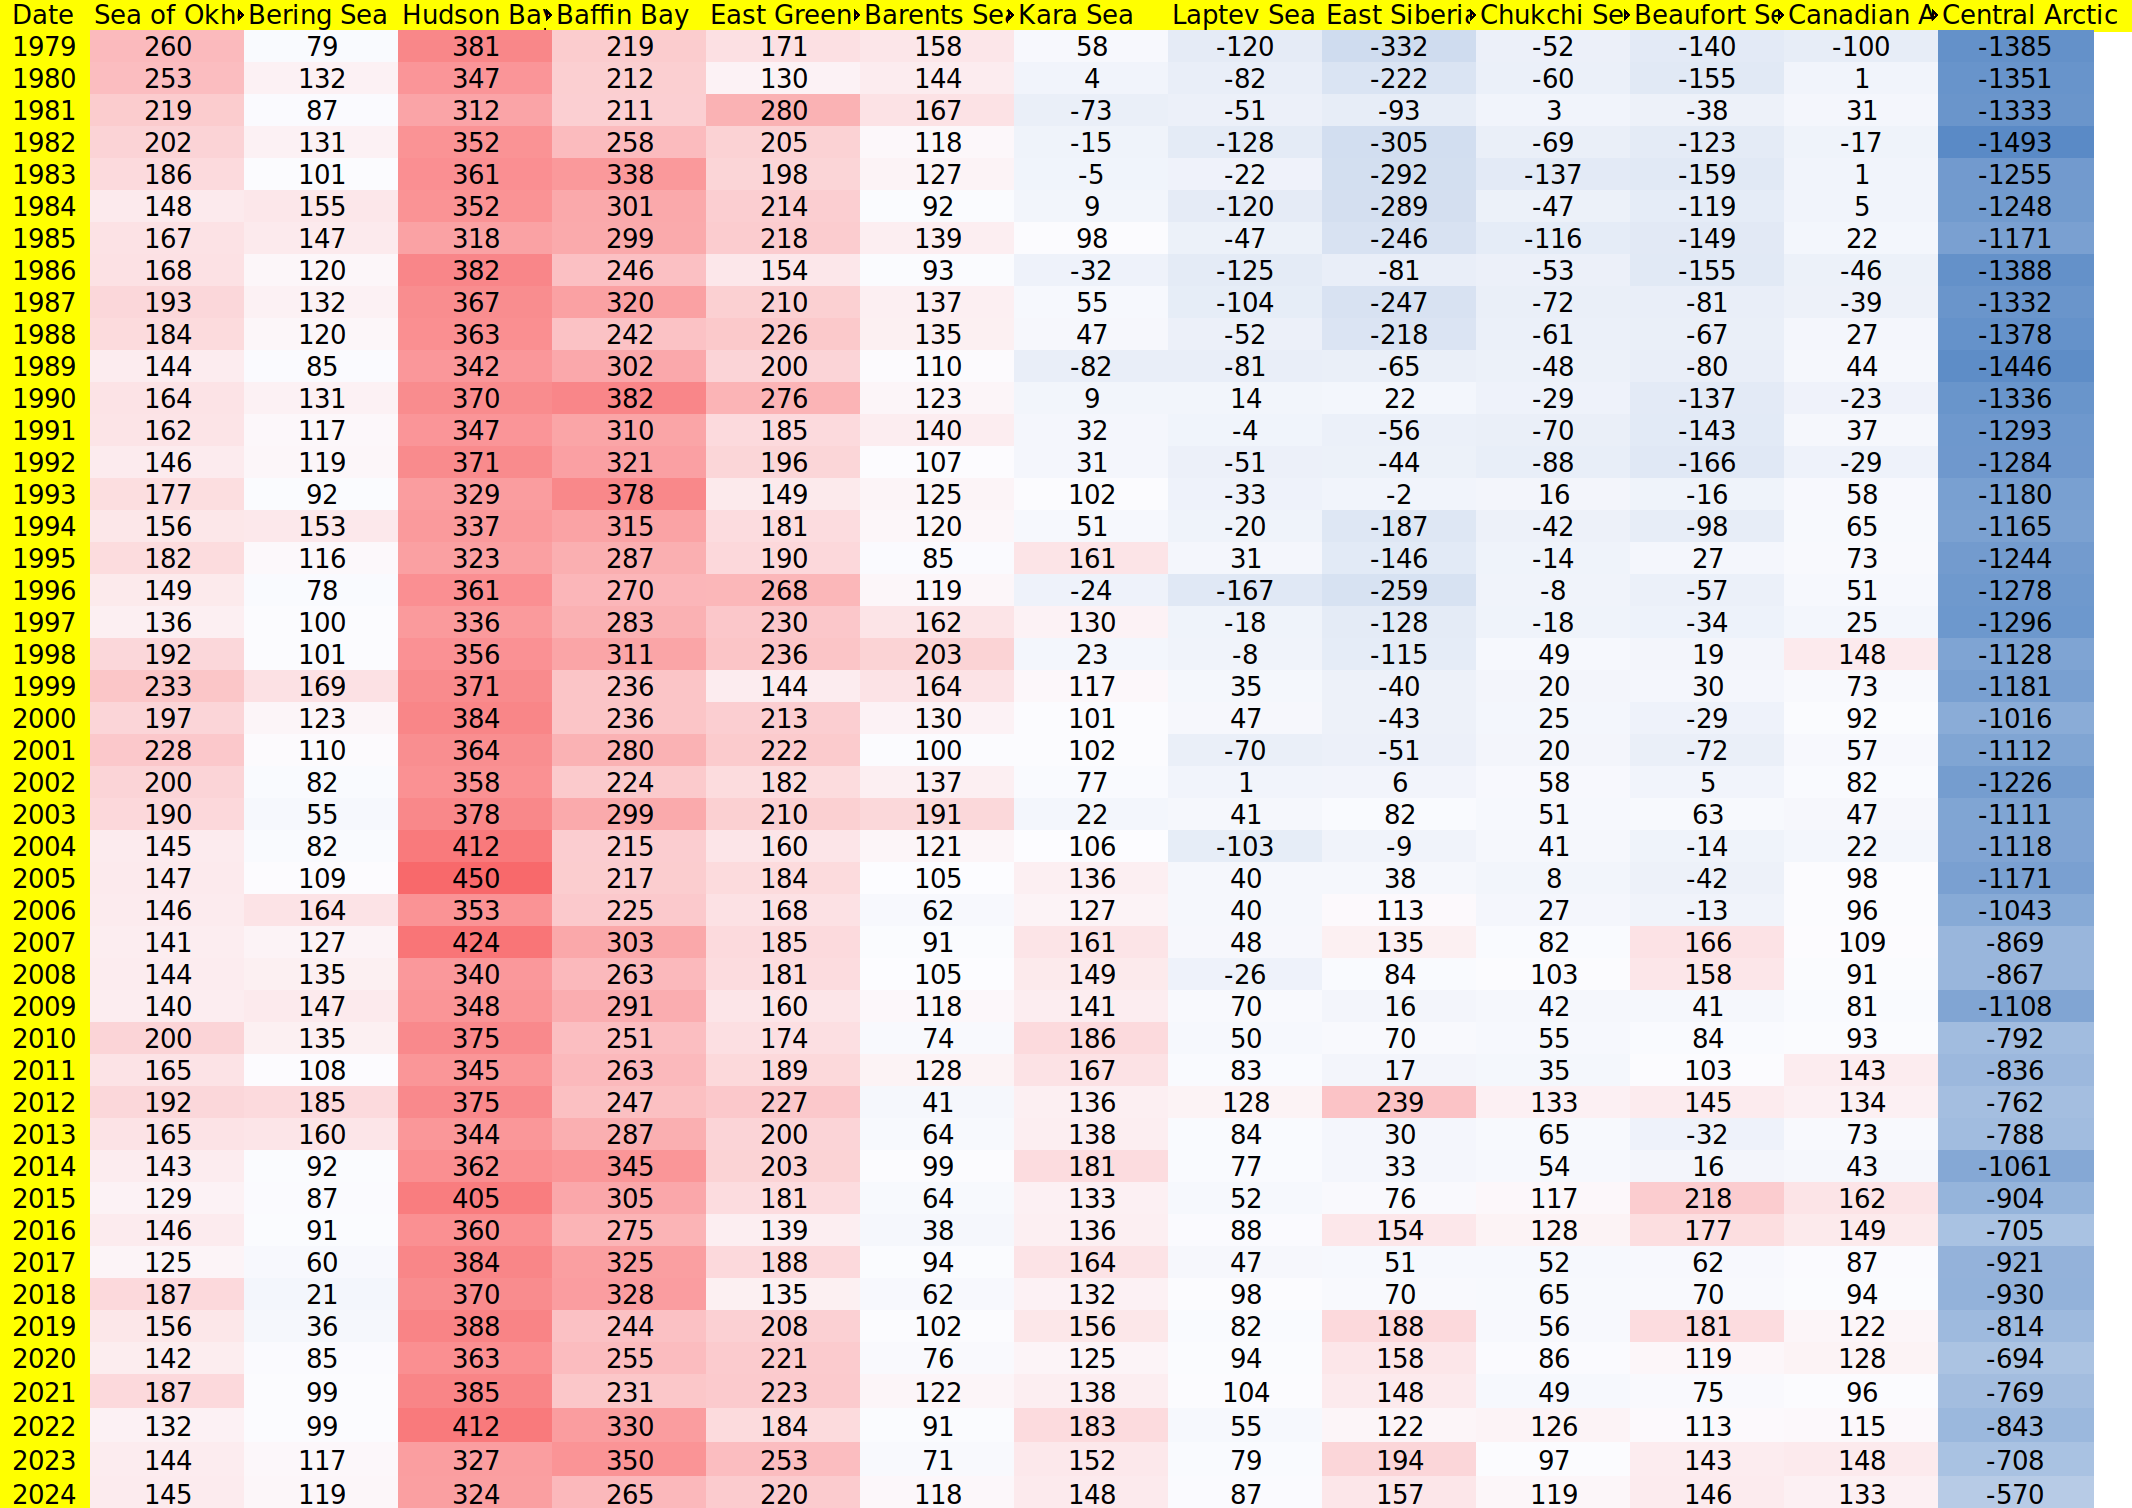 Date Sea of Okh Bering Sea Hudson Bay Baffin Bay East Green Barents Se Kara Sea Laptev Sea East Siberia Chukchi Se Beaufort Se Canadian A Central Arctic
1979 260 79 381 219 171 158 58 -120 -332 -52 -140 -100 -1385
1980 253 132 347 212 130 144 4 -82 -222 -60 -155 1 -1351
1981 219 87 312 211 280 167 -73 -51 -93 3 -38 31 -1333
1982 202 131 352 258 205 118 -15 -128 -305 -69 -123 -17 -1493
1983 186 101 361 338 198 127 -5 -22 -292 -137 -159 1 -1255
1984 148 155 352 301 214 92 9 -120 -289 -47 -119 5 -1248
1985 167 147 318 299 218 139 98 -47 -246 -116 -149 22 -1171
1986 168 120 382 246 154 93 -32 -125 -81 -53 -155 -46 -1388
1987 193 132 367 320 210 137 55 -104 -247 -72 -81 -39 -1332
1988 184 120 363 242 226 135 47 -52 -218 -61 -67 27 -1378
1989 144 85 342 302 200 110 -82 -81 -65 -48 -80 44 -1446
1990 164 131 370 382 276 123 9 14 22 -29 -137 -23 -1336
1991 162 117 347 310 185 140 32 -4 -56 -70 -143 37 -1293
1992 146 119 371 321 196 107 31 -51 -44 -88 -166 -29 -1284
1993 177 92 329 378 149 125 102 -33 -2 16 -16 58 -1180
1994 156 153 337 315 181 120 51 -20 -187 -42 -98 65 -1165
1995 182 116 323 287 190 85 161 31 -146 -14 27 73 -1244
1996 149 78 361 270 268 119 -24 -167 -259 -8 -57 51 -1278
1997 136 100 336 283 230 162 130 -18 -128 -18 -34 25 -1296
1998 192 101 356 311 236 203 23 -8 -115 49 19 148 -1128
1999 233 169 371 236 144 164 117 35 -40 20 30 73 -1181
2000 197 123 384 236 213 130 101 47 -43 25 -29 92 -1016
2001 228 110 364 280 222 100 102 -70 -51 20 -72 57 -1112
2002 200 82 358 224 182 137 77 1 6 58 5 82 -1226
2003 190 55 378 299 210 191 22 41 82 51 63 47 -1111
2004 145 82 412 215 160 121 106 -103 -9 41 -14 22 -1118
2005 147 109 450 217 184 105 136 40 38 8 -42 98 -1171
2006 146 164 353 225 168 62 127 40 113 27 -13 96 -1043
2007 141 127 424 303 185 91 161 48 135 82 166 109 -869
2008 144 135 340 263 181 105 149 -26 84 103 158 91 -867
2009 140 147 348 291 160 118 141 70 16 42 41 81 -1108
2010 200 135 375 251 174 74 186 50 70 55 84 93 -792
2011 165 108 345 263 189 128 167 83 17 35 103 143 -836
2012 192 185 375 247 227 41 136 128 239 133 145 134 -762
2013 165 160 344 287 200 64 138 84 30 65 -32 73 -788
2014 143 92 362 345 203 99 181 77 33 54 16 43 -1061
2015 129 87 405 305 181 64 133 52 76 117 218 162 -904
2016 146 91 360 275 139 38 136 88 154 128 177 149 -705
2017 125 60 384 325 188 94 164 47 51 52 62 87 -921
2018 187 21 370 328 135 62 132 98 70 65 70 94 -930
2019 156 36 388 244 208 102 156 82 188 56 181 122 -814
2020 142 85 363 255 221 76 125 94 158 86 119 128 -694
2021 187 99 385 231 223 122 138 104 148 49 75 96 -769
2022 132 99 412 330 184 91 183 55 122 126 113 115 -843
2023 144 117 327 350 253 71 152 79 194 97 143 148 -708
2024 145 119 324 265 220 118 148 87 157 119 146 133 -570